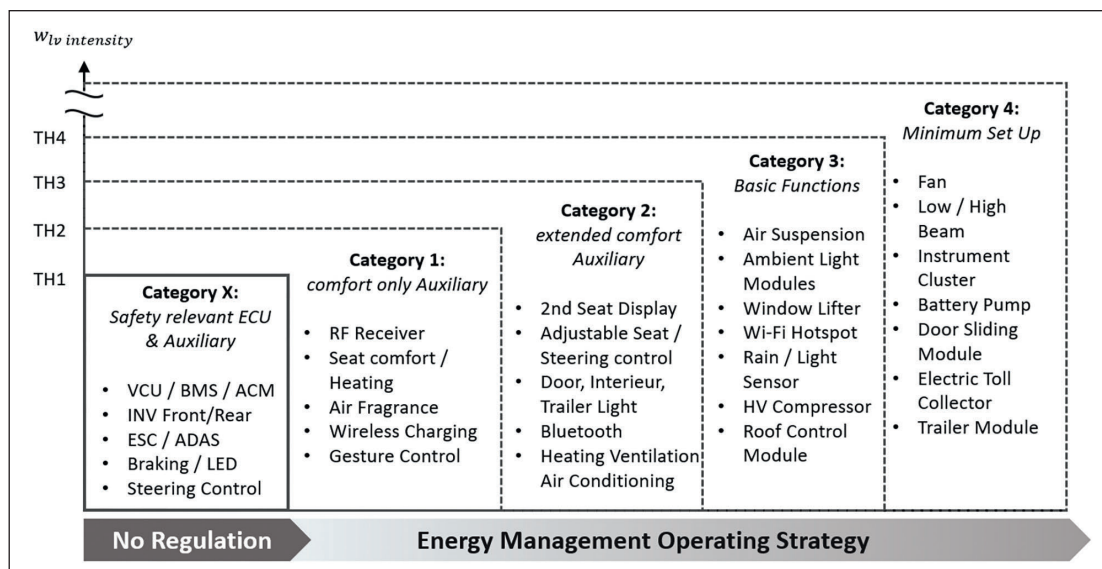 w_{lv intensity}
TH4
TH3
TH2
TH1
Category X:
Safety relevant ECU
& Auxiliary
• VCU / BMS / ACM
• INV Front/Rear
• ESC / ADAS
• Braking / LED
• Steering Control
Category 1:
comfort only Auxiliary
• RF Receiver
• Seat comfort /
Heating
• Air Fragrance
• Wireless Charging
• Gesture Control
Category 2:
extended comfort
Auxiliary
• 2nd Seat Display
• Adjustable Seat /
Steering control
• Door, Interieur,
Trailer Light
• Bluetooth
• Heating Ventilation
Air Conditioning
Category 3:
Basic Functions
• Air Suspension
• Ambient Light
Modules
• Window Lifter
• Wi-Fi Hotspot
• Rain / Light
Sensor
• HV Compressor
• Roof Control
Module
Category 4:
Minimum Set Up
• Fan
• Low / High
Beam
• Instrument
Cluster
• Battery Pump
• Door Sliding
Module
• Electric Toll
Collector
• Trailer Module
No Regulation
Energy Management Operating Strategy